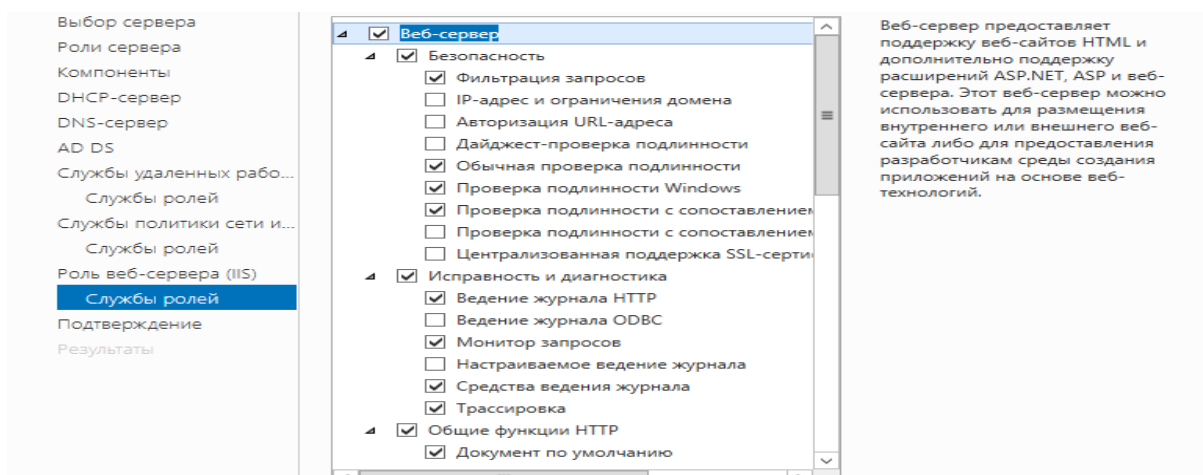 Выбор сервера
Роли сервера
Компоненты
DHCP-сервер
DNS-сервер
AD DS
Службы удаленных рабо...
Службы ролей
Службы политики сети и...
Службы ролей
Роль веб-сервера (IIS)
Службы ролей
Подтверждение
Результаты
Веб-сервер
Безопасность
Фильтрация запросов
IP-адрес и ограничения домена
Авторизация URL-адреса
Дайджест-проверка подлинности
Обычная проверка подлинности
Проверка подлинности Windows
Проверка подлинности с сопоставлением
Проверка подлинности с сопоставлением
Централизованная поддержка SSL-серти
Исправность и диагностика
Ведение журнала HTTP
Ведение журнала ODBC
Монитор запросов
Настраиваемое ведение журнала
Средства ведения журнала
Трассировка
Общие функции HTTP
Документ по умолчанию
Веб-сервер предоставляет
поддержку веб-сайтов HTML и
дополнительно поддержку
расширений ASP.NET, ASP и веб-
сервера. Этот веб-сервер можно
использовать для размещения
внутреннего или внешнего веб-
сайта либо для предоставления
разработчикам среды создания
приложений на основе веб-
технологий.